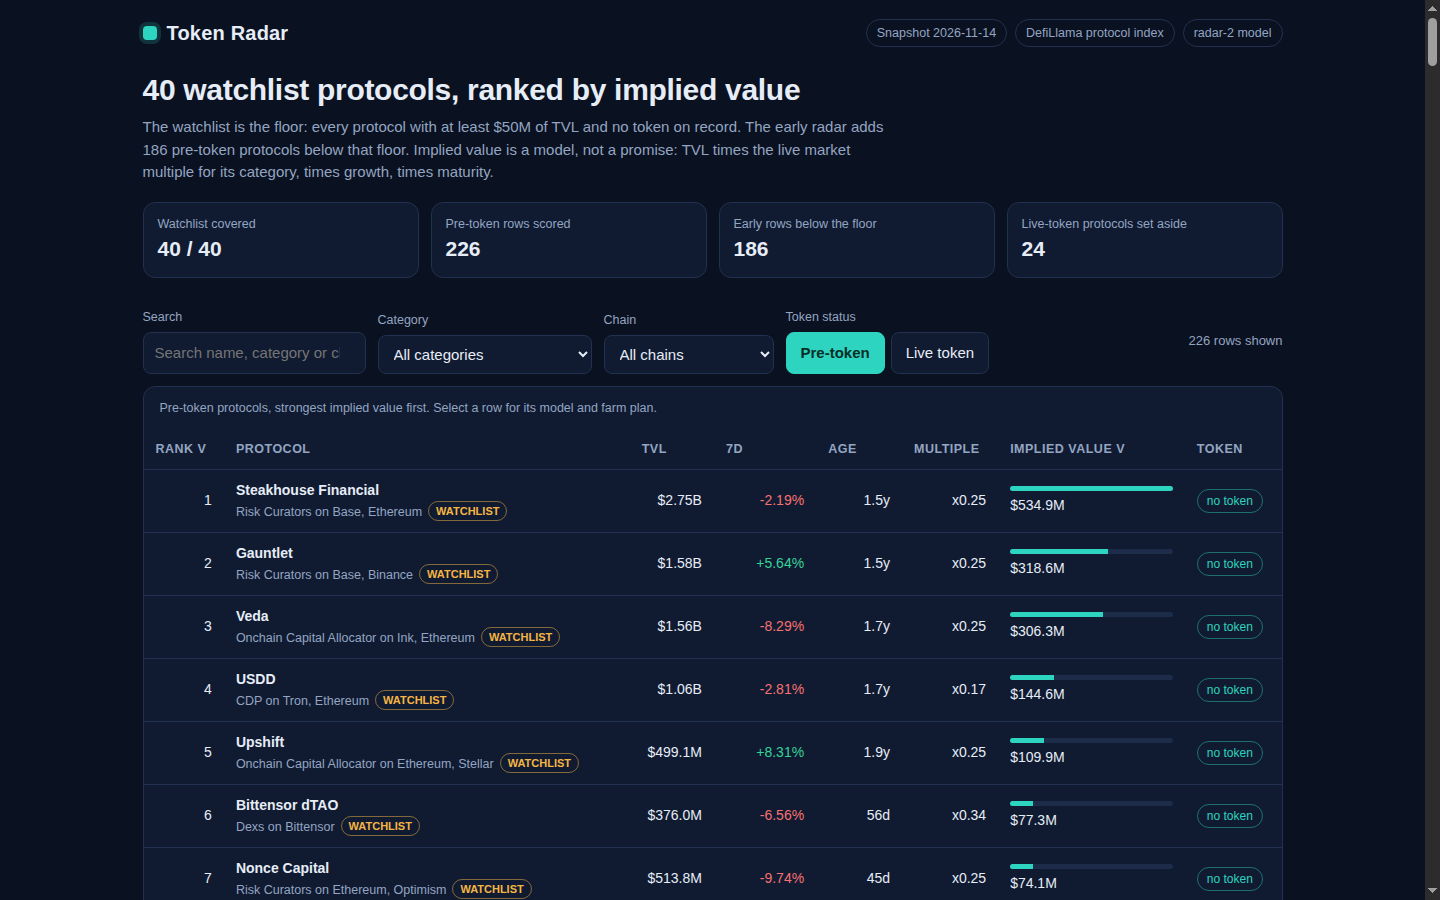 Token Radar
Snapshot 2026-11-14
DefiLlama protocol index
radar-2 model
40 watchlist protocols, ranked by implied value
The watchlist is the floor: every protocol with at least $50M of TVL and no token on record. The early radar adds
186 pre-token protocols below that floor. Implied value is a model, not a promise: TVL times the live market
multiple for its category, times growth, times maturity.
Watchlist covered
40 / 40
Pre-token rows scored
226
Early rows below the floor
186
Live-token protocols set aside
24
Search
Search name, category or c
Category
All categories
Chain
All chains
Token status
Pre-token
Live token
226 rows shown
Pre-token protocols, strongest implied value first. Select a row for its model and farm plan.
RANK V PROTOCOL TVL 7D AGE MULTIPLE IMPLIED VALUE V TOKEN
1 Steakhouse Financial $2.75B -2.19% 1.5y x0.25 $534.9M no token
Risk Curators on Base, Ethereum WATCHLIST
2 Gauntlet $1.58B +5.64% 1.5y x0.25 $318.6M no token
Risk Curators on Base, Binance WATCHLIST
3 Veda $1.56B -8.29% 1.7y x0.25 $306.3M no token
Onchain Capital Allocator on Ink, Ethereum WATCHLIST
4 USDD $1.06B -2.81% 1.7y x0.17 $144.6M no token
CDP on Tron, Ethereum WATCHLIST
5 Upshift $499.1M +8.31% 1.9y x0.25 $109.9M no token
Onchain Capital Allocator on Ethereum, Stellar WATCHLIST
6 Bittensor dTAO $376.0M -6.56% 56d x0.34 $77.3M no token
Dexs on Bittensor WATCHLIST
7 Nonce Capital $513.8M -9.74% 45d x0.25 $74.1M no token
Risk Curators on Ethereum, Optimism WATCHLIST